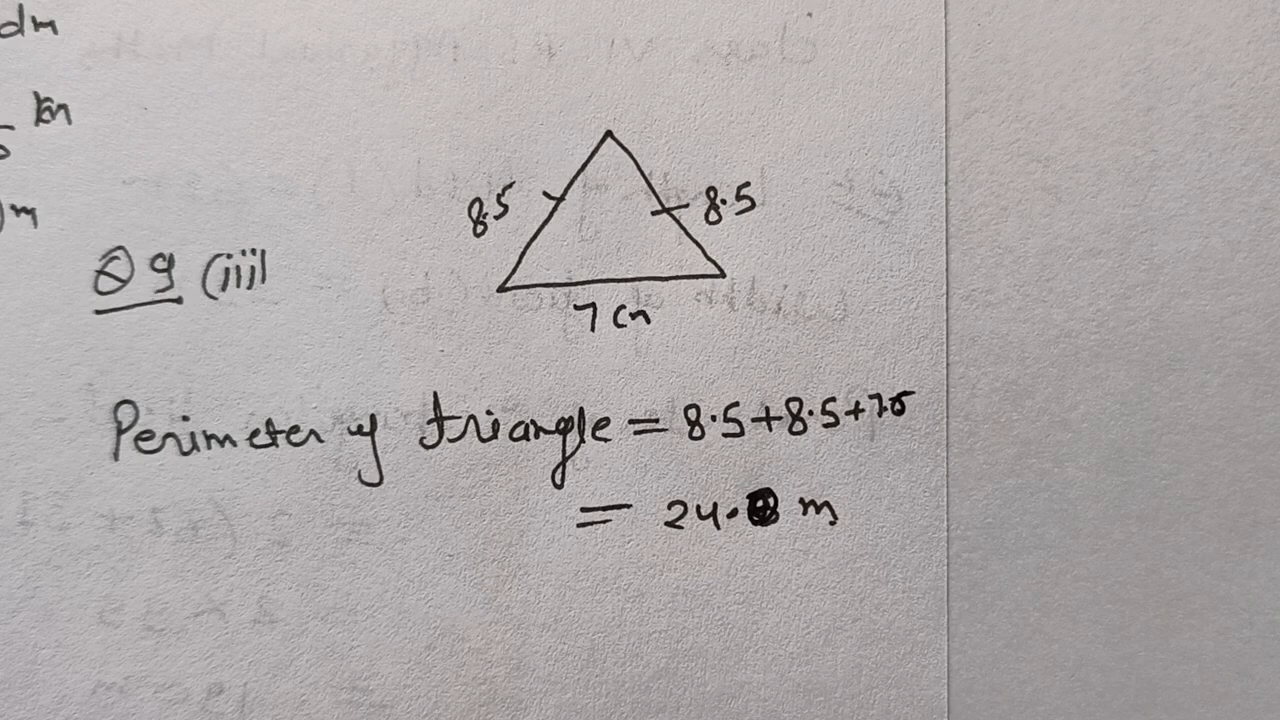 dm
km
m
Q 9 (iii)
8.5
8.5
7 cm
Perimeter of triangle = 8.5+8.5+7.0
= 24. m